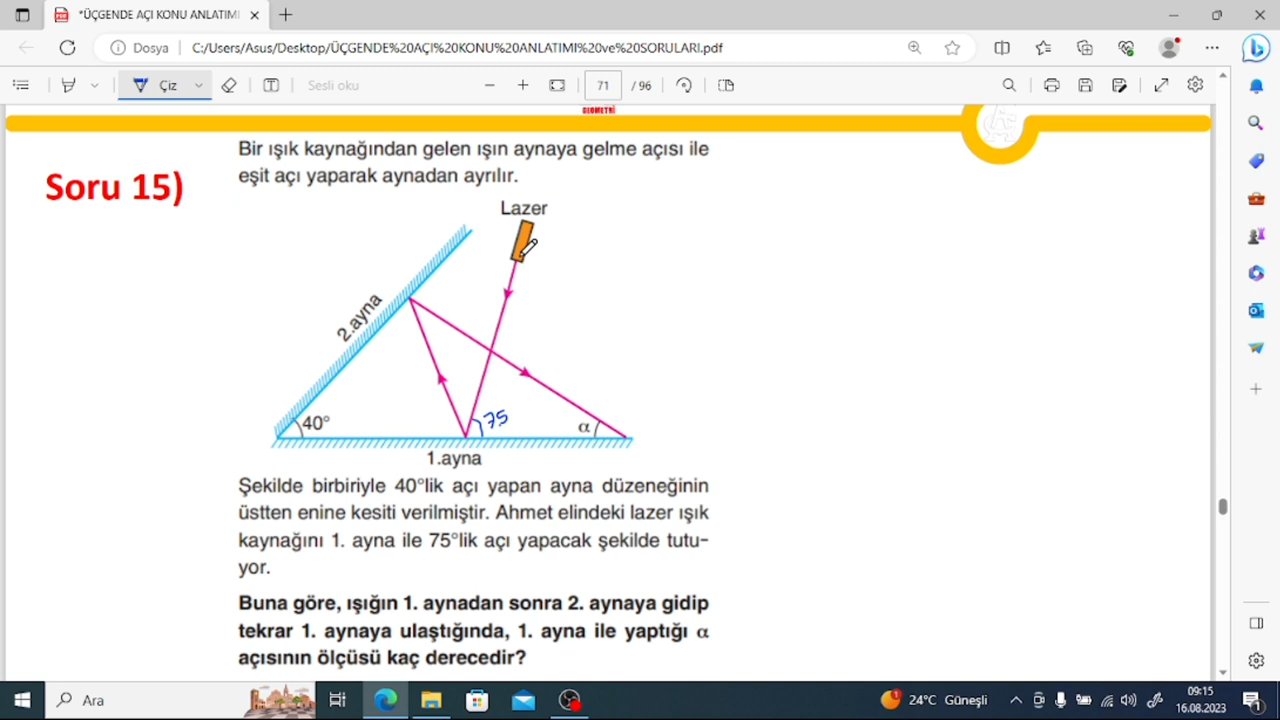 *ÜÇGENDE AÇI KONU ANLATIMI
Dosya
C:/Users/Asus/Desktop/ÜÇGENDE%20AÇI%20KONU%20ANLATIMI%20ve%20SORULARI.pdf
Çiz
Sesli oku
71
/ 96
GEOMETRİ
Soru 15)
Bir ışık kaynağından gelen ışın aynaya gelme açısı ile
eşit açı yaparak aynadan ayrılır.
Lazer
2.ayna
40°
75
α
1.ayna
Şekilde birbiriyle 40°lik açı yapan ayna düzeneğinin
üstten enine kesiti verilmiştir. Ahmet elindeki lazer ışık
kaynağını 1. ayna ile 75°lik açı yapacak şekilde tutu-
yor.
Buna göre, ışığın 1. aynadan sonra 2. aynaya gidip
tekrar 1. aynaya ulaştığında, 1. ayna ile yaptığı α
açısının ölçüsü kaç derecedir?
Ara
1
24°C Güneşli
09:15
16.08.2023
1